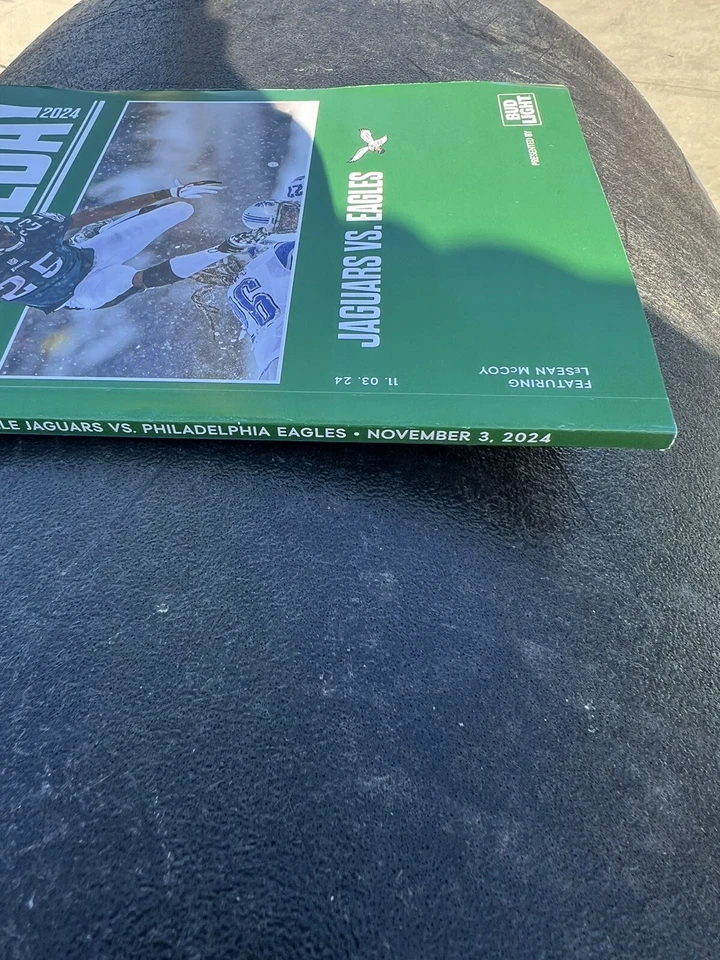 2024
JAGUARS VS. EAGLES
11. 03. 24
FEATURING
LeSEAN McCOY
PRESENTED BY
BUD
LIGHT
JAGUARS VS. PHILADELPHIA EAGLES • NOVEMBER 3, 2024
25